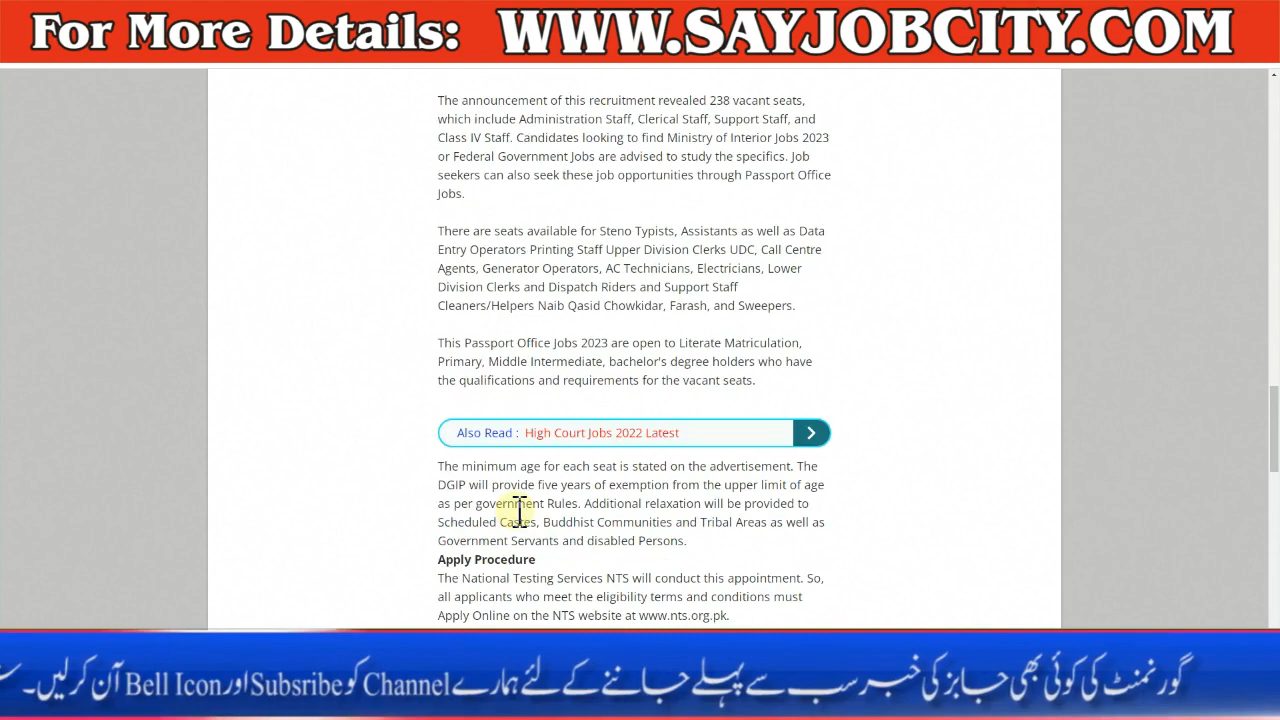 For More Details: WWW.SAYJOBCITY.COM
The announcement of this recruitment revealed 238 vacant seats,
which include Administration Staff, Clerical Staff, Support Staff, and
Class IV Staff. Candidates looking to find Ministry of Interior Jobs 2023
or Federal Government Jobs are advised to study the specifics. Job
seekers can also seek these job opportunities through Passport Office
Jobs.
There are seats available for Steno Typists, Assistants as well as Data
Entry Operators Printing Staff Upper Division Clerks UDC, Call Centre
Agents, Generator Operators, AC Technicians, Electricians, Lower
Division Clerks and Dispatch Riders and Support Staff
Cleaners/Helpers Naib Qasid Chowkidar, Farash, and Sweepers.
This Passport Office Jobs 2023 are open to Literate Matriculation,
Primary, Middle Intermediate, bachelor's degree holders who have
the qualifications and requirements for the vacant seats.
Also Read : High Court Jobs 2022 Latest
The minimum age for each seat is stated on the advertisement. The
DGIP will provide five years of exemption from the upper limit of age
as per government Rules. Additional relaxation will be provided to
Scheduled Castes, Buddhist Communities and Tribal Areas as well as
Government Servants and disabled Persons.
Apply Procedure
The National Testing Services NTS will conduct this appointment. So,
all applicants who meet the eligibility terms and conditions must
Apply Online on the NTS website at www.nts.org.pk.
گورنمنٹ کی کوئی بھی جابز کی خبر سب سے پہلے جاننے کے لئے ہمارے Channel کو Subsribe اور Bell Icon آن کرلیں۔